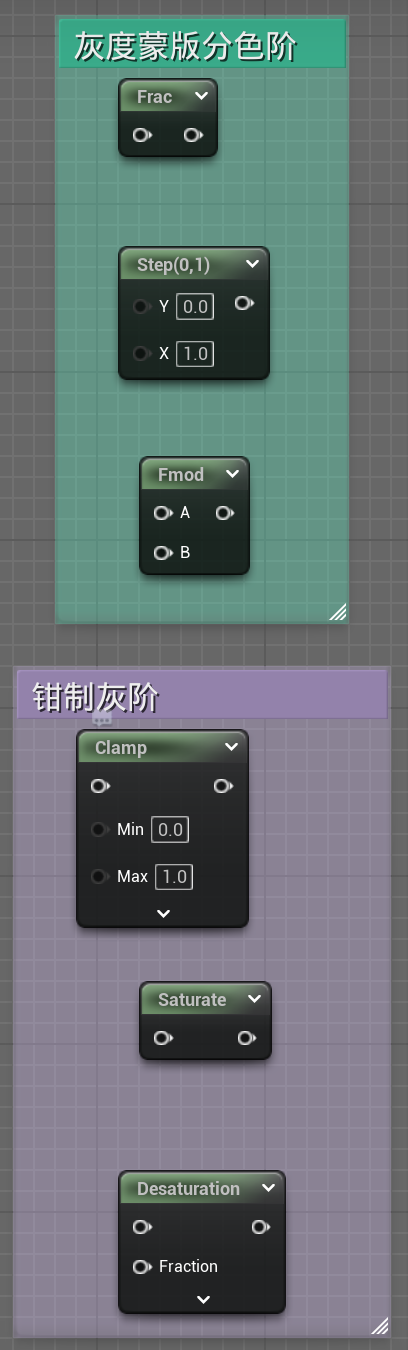 灰度蒙版分色阶
Frac
Step(0,1)
Y 0.0
X 1.0
Fmod
A
B
钳制灰阶
Clamp
Min 0.0
Max 1.0
Saturate
Desaturation
Fraction